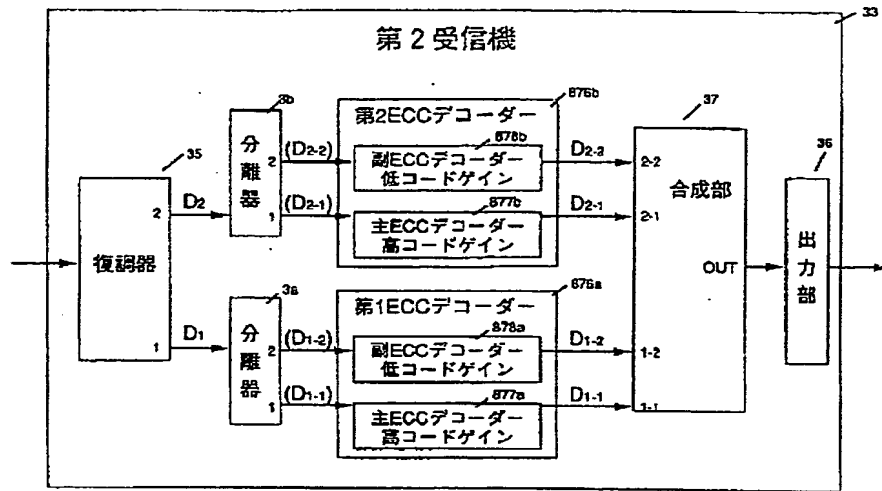 33
第2受信機
35
復調器
2
1
D2
D1
3b
分離器
2
1
(D2-2)
(D2-1)
876b
第2ECCデコーダー
878b
副ECCデコーダー
低コードゲイン
877b
主ECCデコーダー
高コードゲイン
D2-2
D2-1
3a
分離器
2
1
(D1-2)
(D1-1)
876a
第1ECCデコーダー
878a
副ECCデコーダー
低コードゲイン
877a
主ECCデコーダー
高コードゲイン
D1-2
D1-1
37
合成部
2-2
2-1
OUT
1-2
1-1
36
出力部